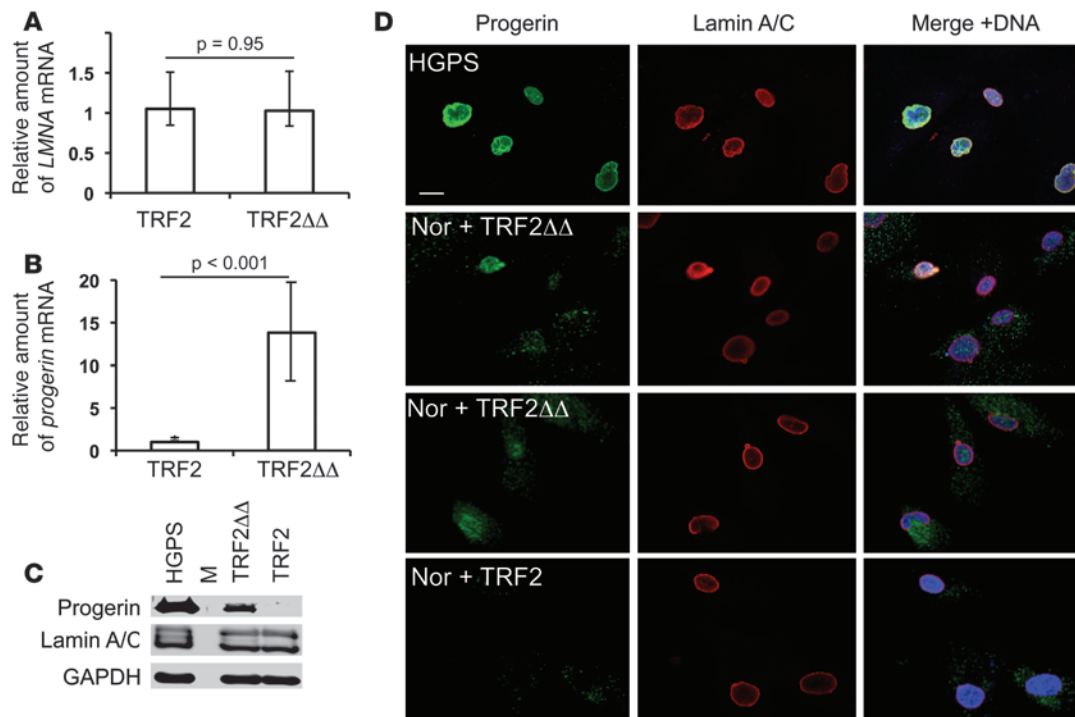 A
Relative amount
of LMNA mRNA
p = 0.95
1.5
1
0.5
0
TRF2
TRF2ΔΔ
B
Relative amount
of progerin mRNA
p < 0.001
20
15
10
5
0
TRF2
TRF2ΔΔ
C
HGPS
M
TRF2ΔΔ
TRF2
Progerin
Lamin A/C
GAPDH
D
Progerin
Lamin A/C
Merge +DNA
HGPS
Nor + TRF2ΔΔ
Nor + TRF2ΔΔ
Nor + TRF2